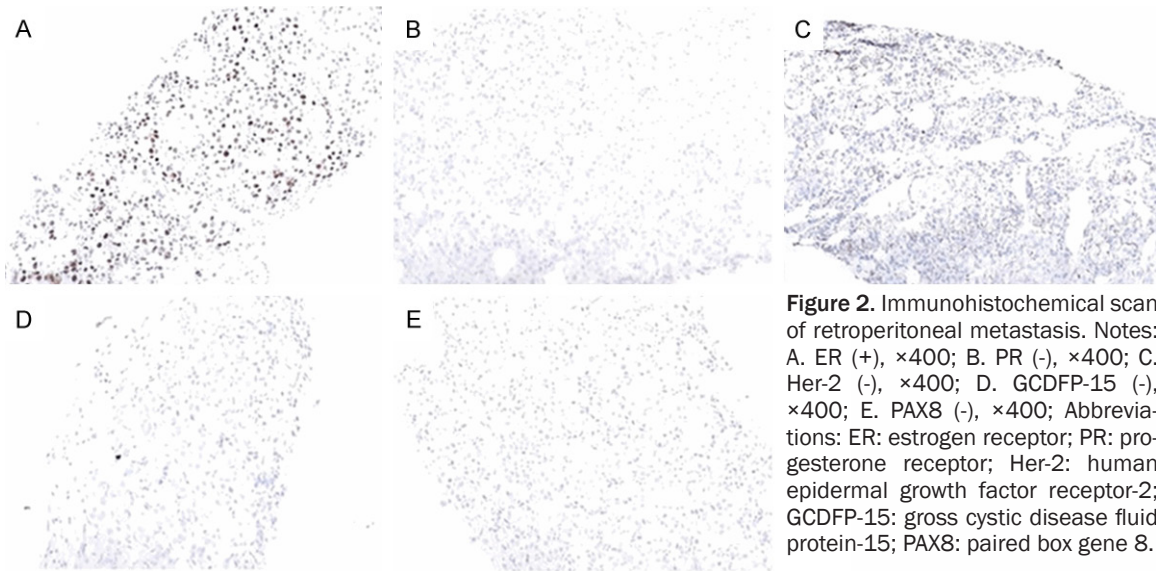 A
B
C
D
E
Figure 2. Immunohistochemical scan
of retroperitoneal metastasis. Notes:
A. ER (+), ×400; B. PR (-), ×400; C.
Her-2 (-), ×400; D. GCDFP-15 (-),
×400; E. PAX8 (-), ×400; Abbrevia-
tions: ER: estrogen receptor; PR: pro-
gesterone receptor; Her-2: human
epidermal growth factor receptor-2;
GCDFP-15: gross cystic disease fluid
protein-15; PAX8: paired box gene 8.